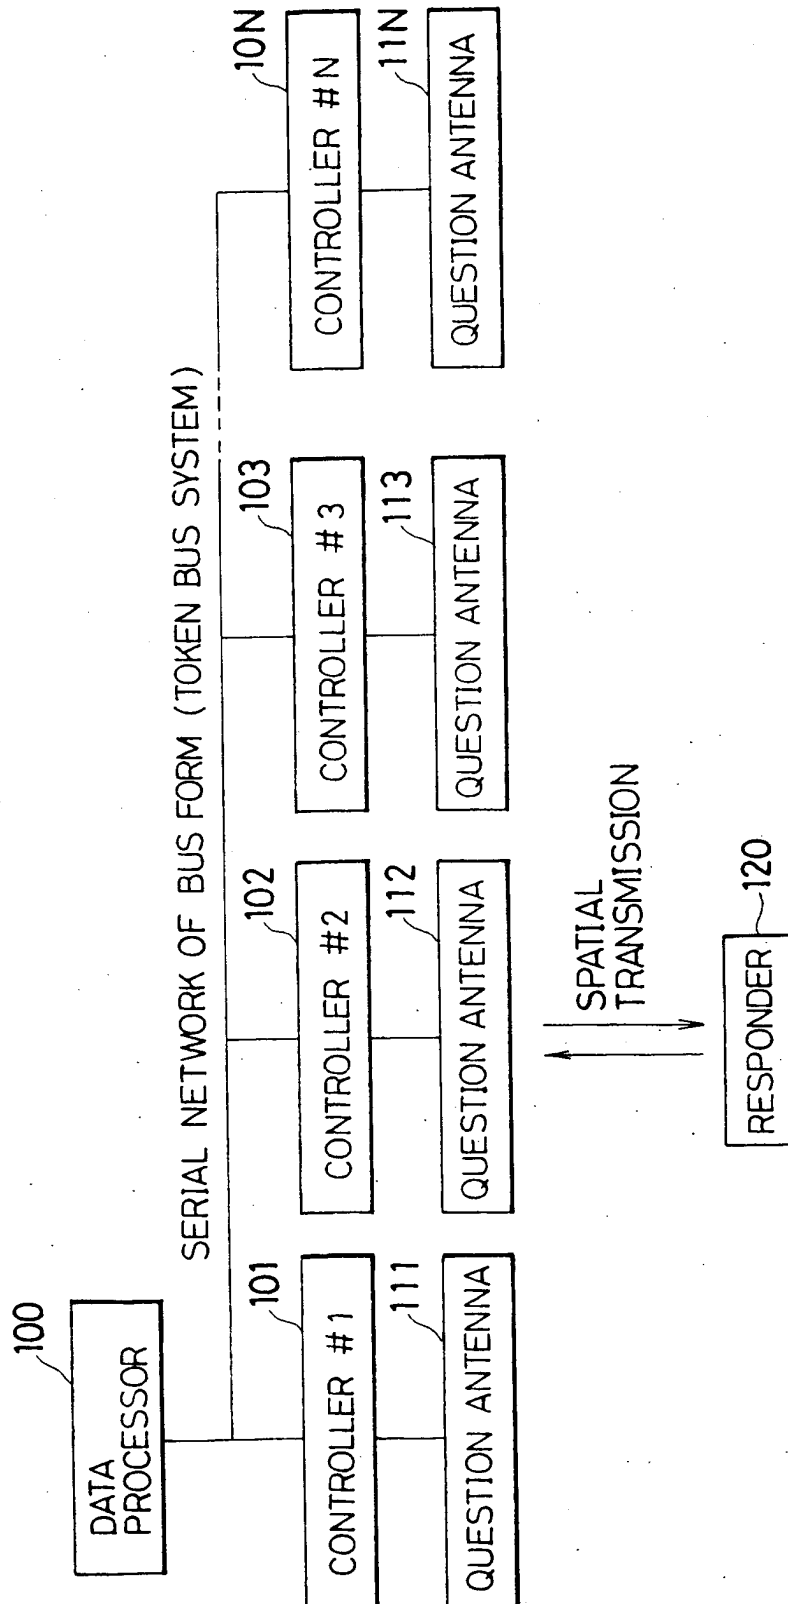 100
DATA
PROCESSOR
SERIAL NETWORK OF BUS FORM (TOKEN BUS SYSTEM)
101
102
103
10N
CONTROLLER #1
CONTROLLER #2
CONTROLLER #3
CONTROLLER #N
111
112
113
11N
QUESTION ANTENNA
QUESTION ANTENNA
QUESTION ANTENNA
QUESTION ANTENNA
SPATIAL
TRANSMISSION
RESPONDER
120